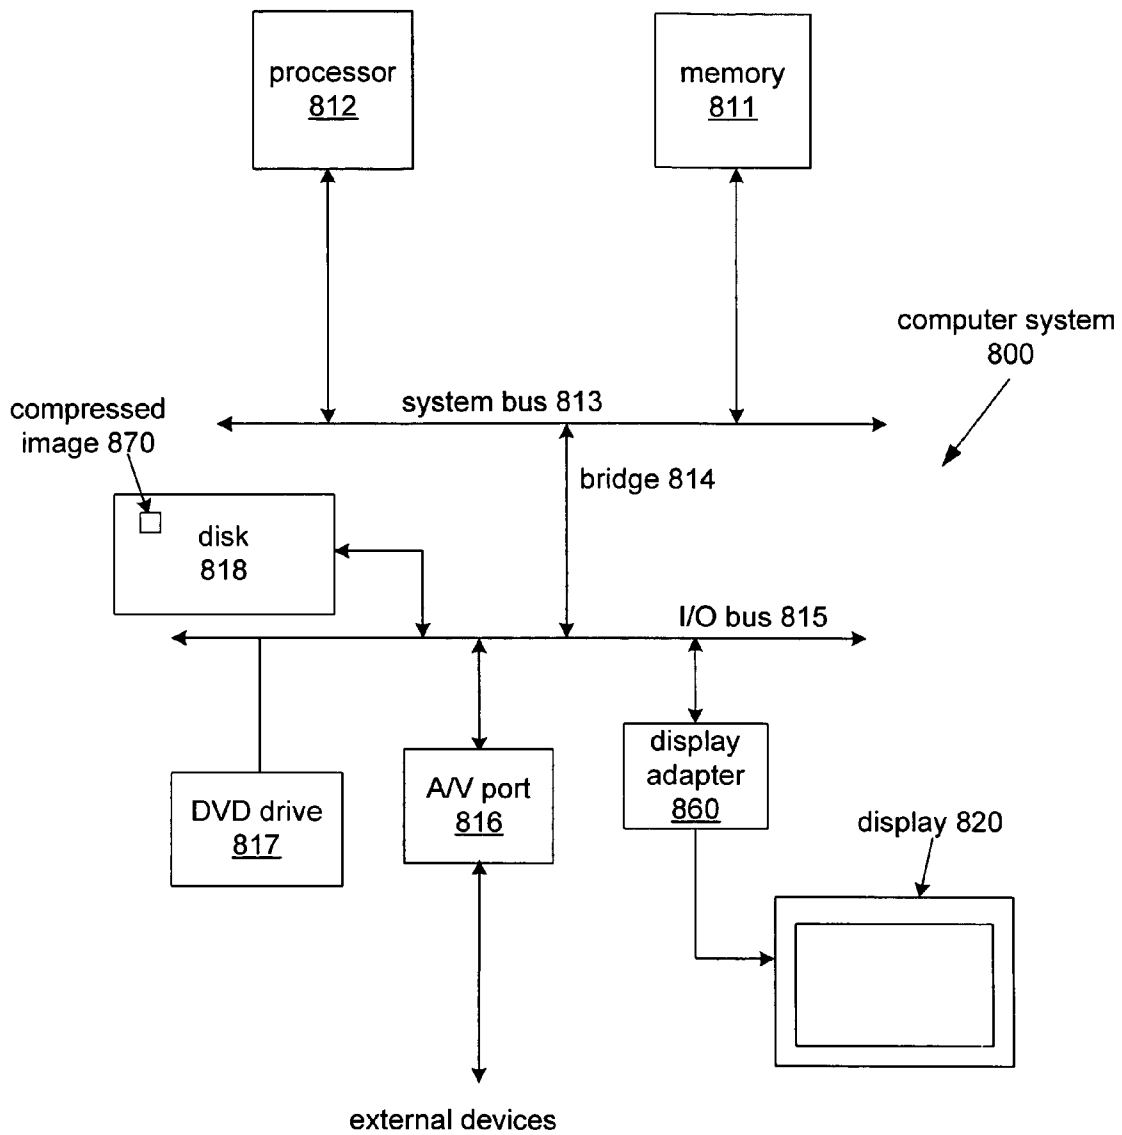 processor
812
memory
811
computer system
800
system bus 813
compressed
image 870
bridge 814
disk
818
I/O bus 815
display
adapter
860
A/V port
816
DVD drive
817
display 820
external devices